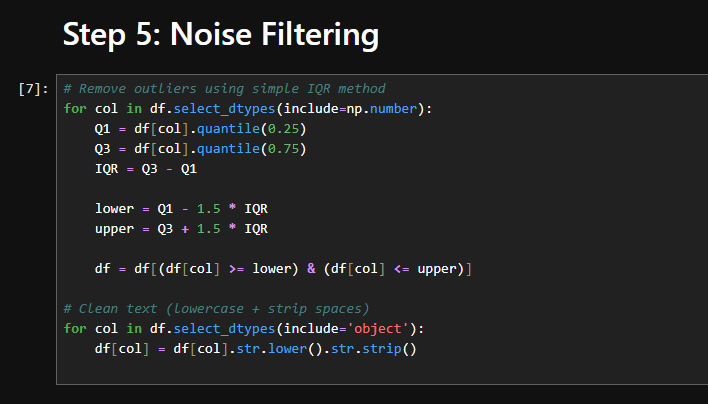 Step 5: Noise Filtering
[7]: # Remove outliers using simple IQR method
for col in df.select_dtypes(include=np.number):
    Q1 = df[col].quantile(0.25)
    Q3 = df[col].quantile(0.75)
    IQR = Q3 - Q1
    lower = Q1 - 1.5 * IQR
    upper = Q3 + 1.5 * IQR
    df = df[(df[col] >= lower) & (df[col] <= upper)]
# Clean text (lowercase + strip spaces)
for col in df.select_dtypes(include='object'):
    df[col] = df[col].str.lower().str.strip()